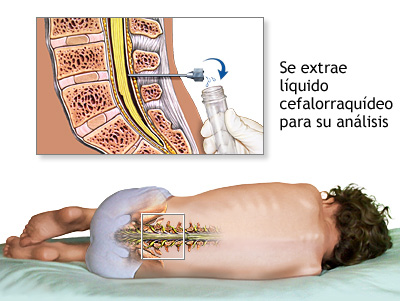 Se extrae
líquido
cefalorraquídeo
para su análisis